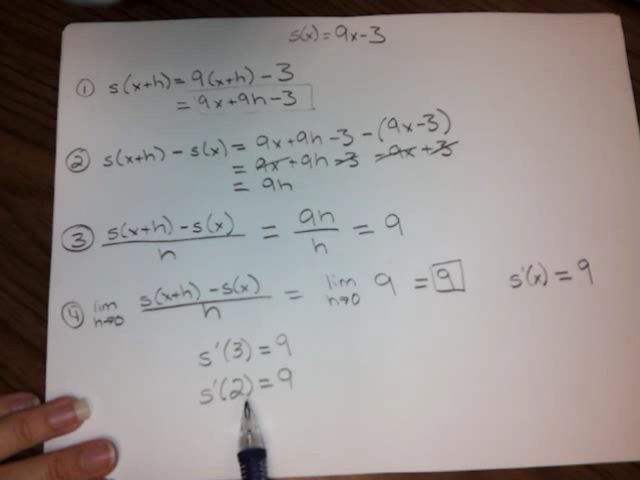 s(x) = 9x - 3
① s(x+h) = 9(x+h) - 3
= 9x + 9h - 3
② s(x+h) - s(x) = 9x + 9h - 3 - (9x - 3)
= 9x + 9h - 3 - 9x + 3
= 9h
③ s(x+h) - s(x) / h = 9h / h = 9
④ lim h→0 s(x+h) - s(x) / h = lim h→0 9 = 9 s'(x) = 9
s'(3) = 9
s'(2) = 9